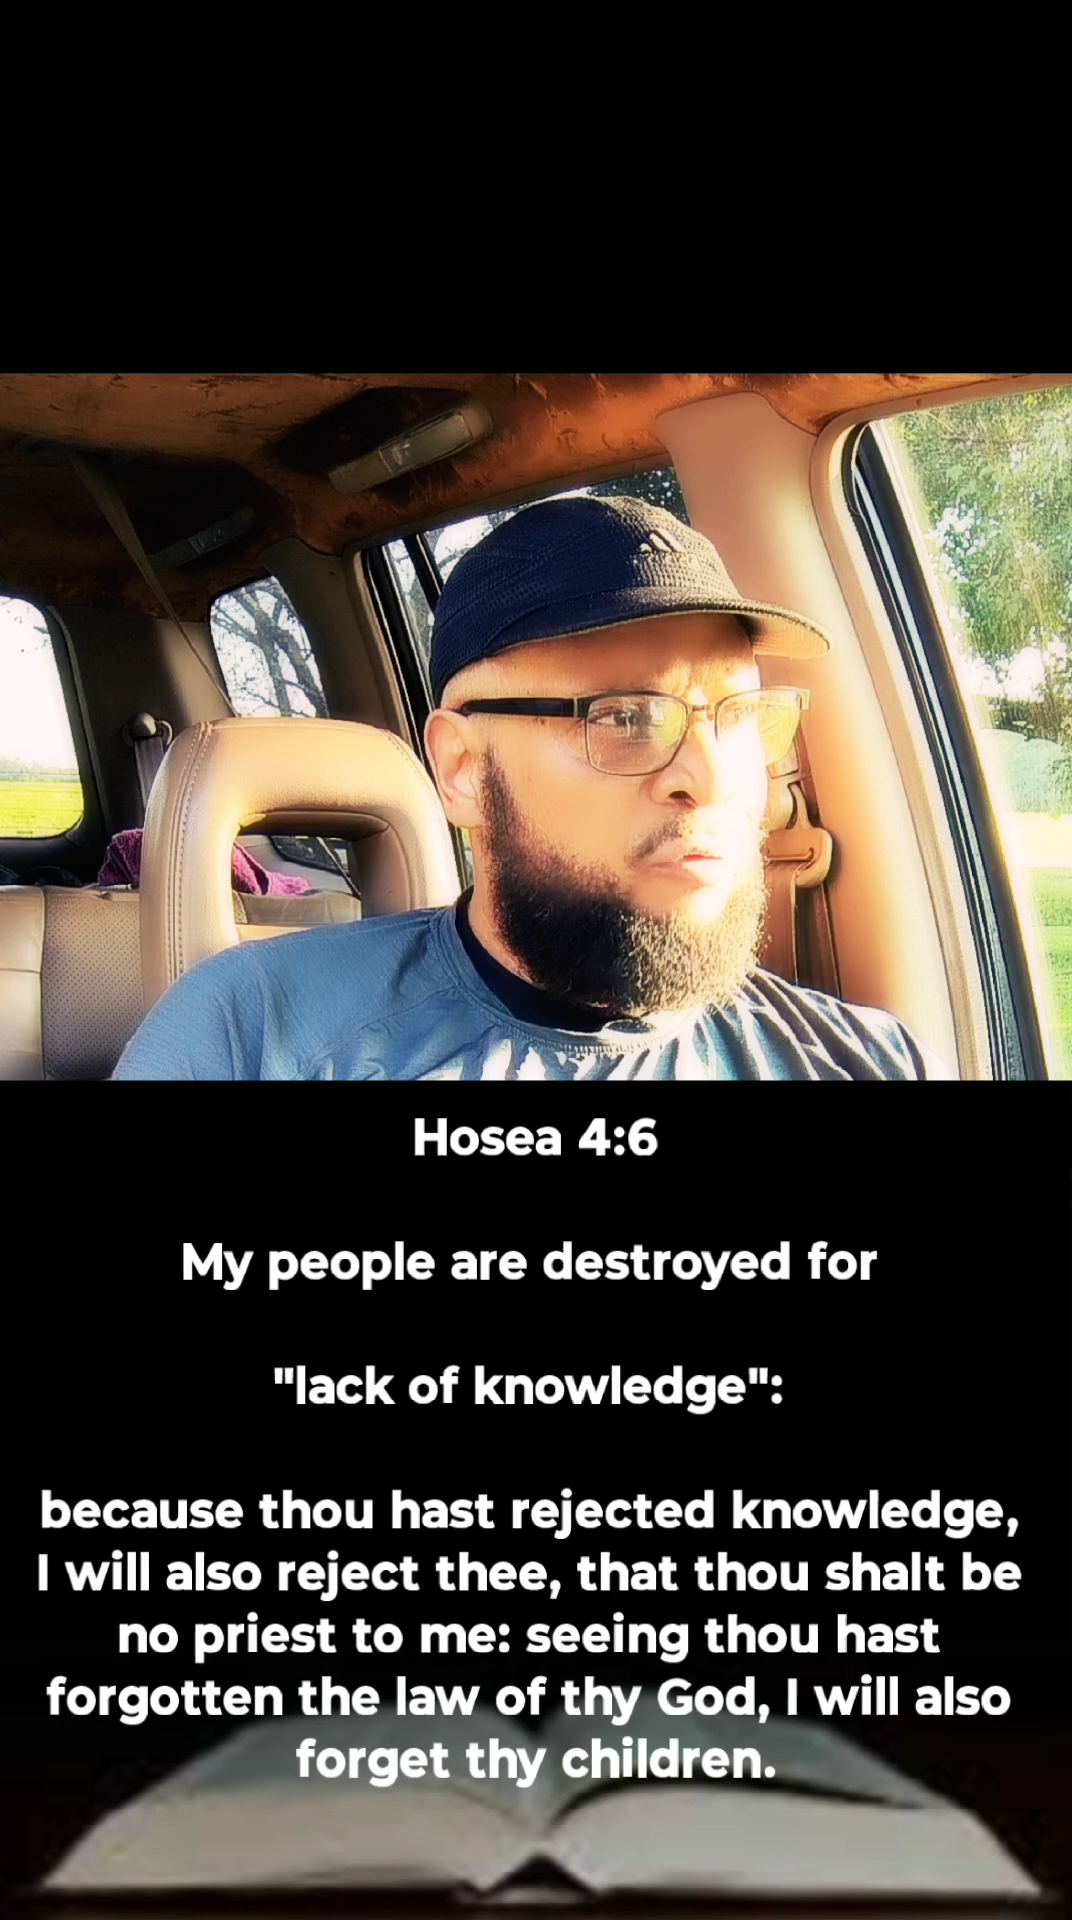 Hosea 4:6
My people are destroyed for
"lack of knowledge":
because thou hast rejected knowledge,
I will also reject thee, that thou shalt be
no priest to me: seeing thou hast
forgotten the law of thy God, I will also
forget thy children.